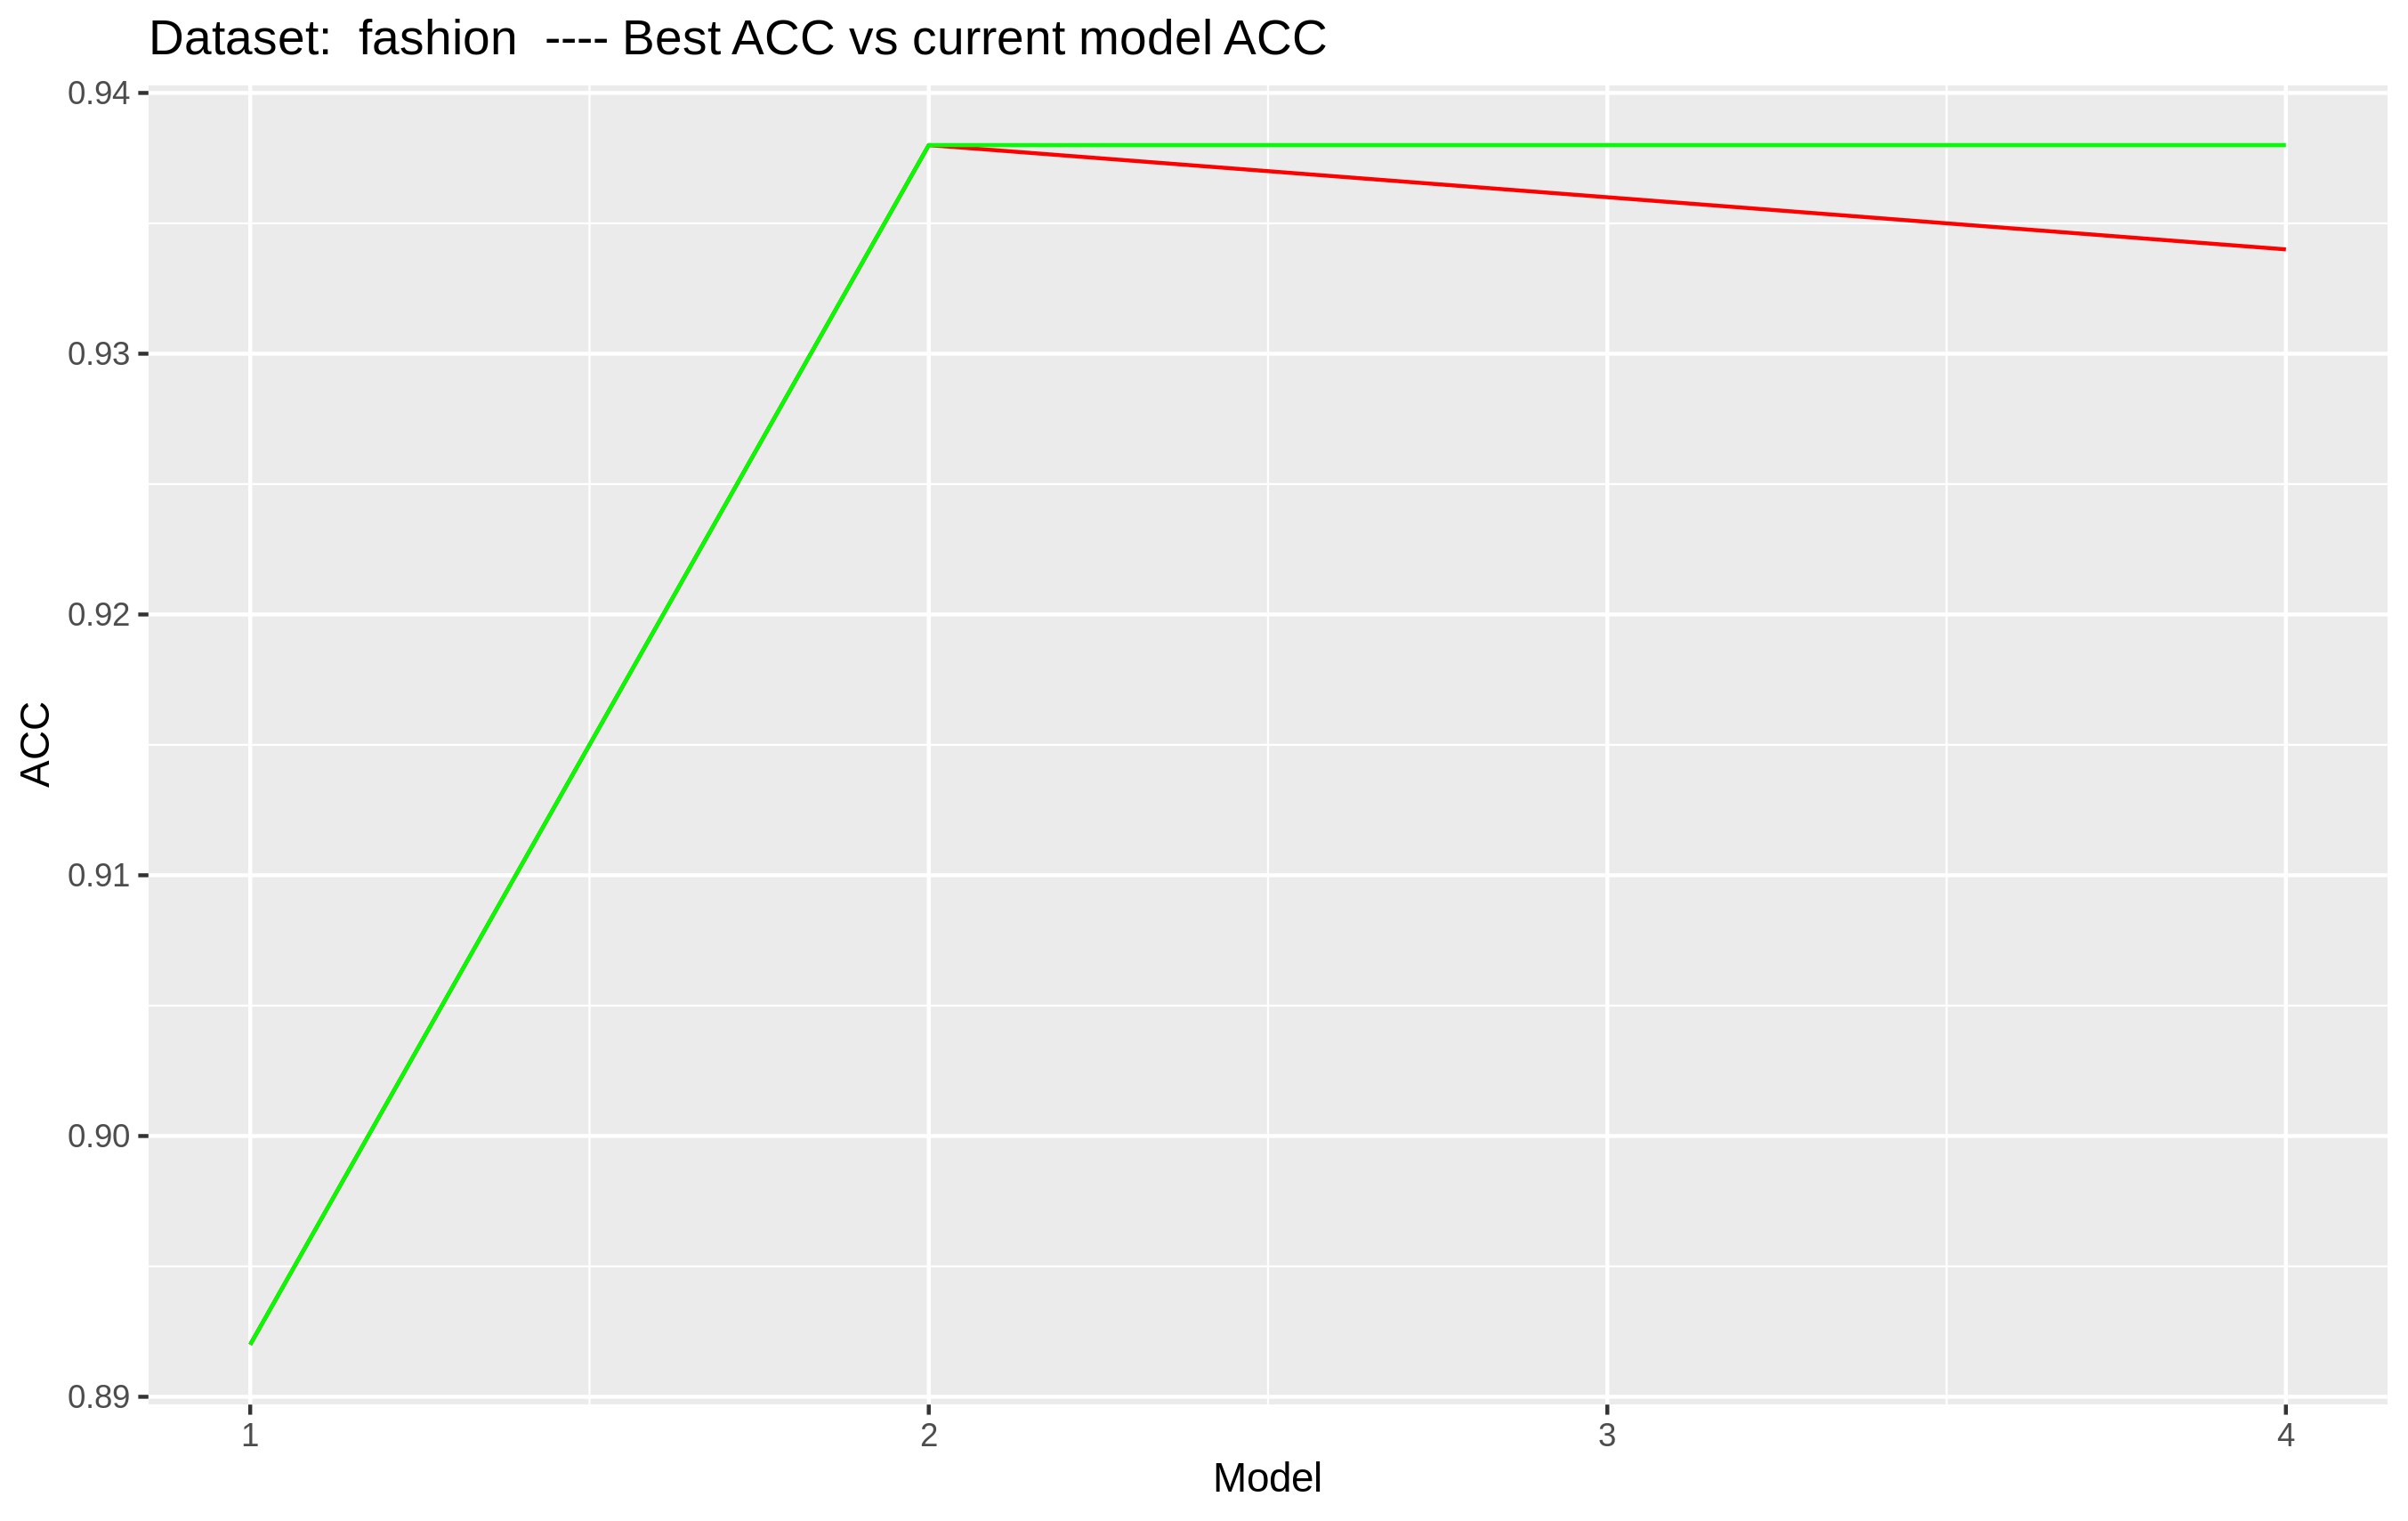 Dataset:  fashion  ---- Best ACC vs current model ACC
0.94
0.93
0.92
0.91
0.90
0.89
ACC
1 2 3 4
Model